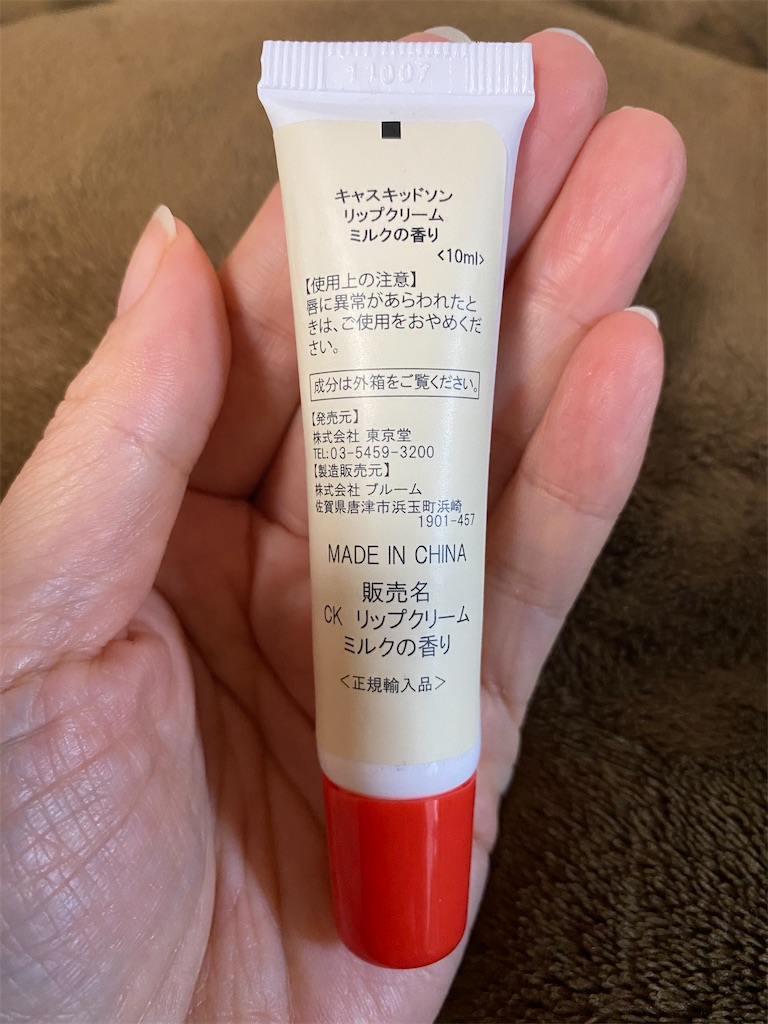 11007
キャスキッドソン
リップクリーム
ミルクの香り
<10ml>
【使用上の注意】
唇に異常があらわれたと
きは、ご使用をおやめくだ
さい。
成分は外箱をご覧ください。
【発売元】
株式会社 東京堂
TEL:03-5459-3200
【製造販売元】
株式会社 ブルーム
佐賀県唐津市浜玉町浜崎
1901-457
MADE IN CHINA
販売名
CK リップクリーム
ミルクの香り
<正規輸入品>